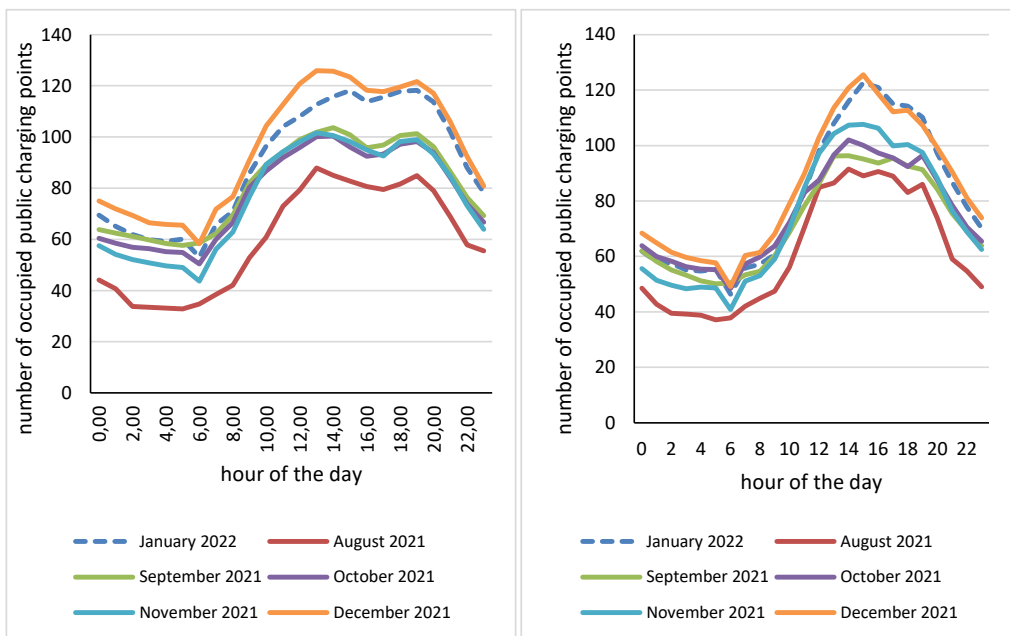 number of occupied public charging points
140
120
100
80
60
40
20
0
0,00
2,00
4,00
6,00
8,00
10,00
12,00
14,00
16,00
18,00
20,00
22,00
hour of the day
January 2022
August 2021
September 2021
October 2021
November 2021
December 2021
number of occupied public charging points
140
120
100
80
60
40
20
0
0 2 4 6 8 10 12 14 16 18 20 22
hour of the day
January 2022
August 2021
September 2021
October 2021
November 2021
December 2021